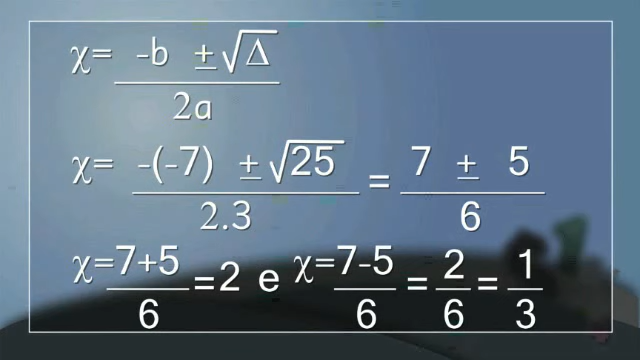 χ= -b ±√Δ
2a
χ= -(-7) ±√25 = 7 ± 5
2.3 6
χ=7+5 =2 e χ=7-5 = 2 = 1
6 6 6 3